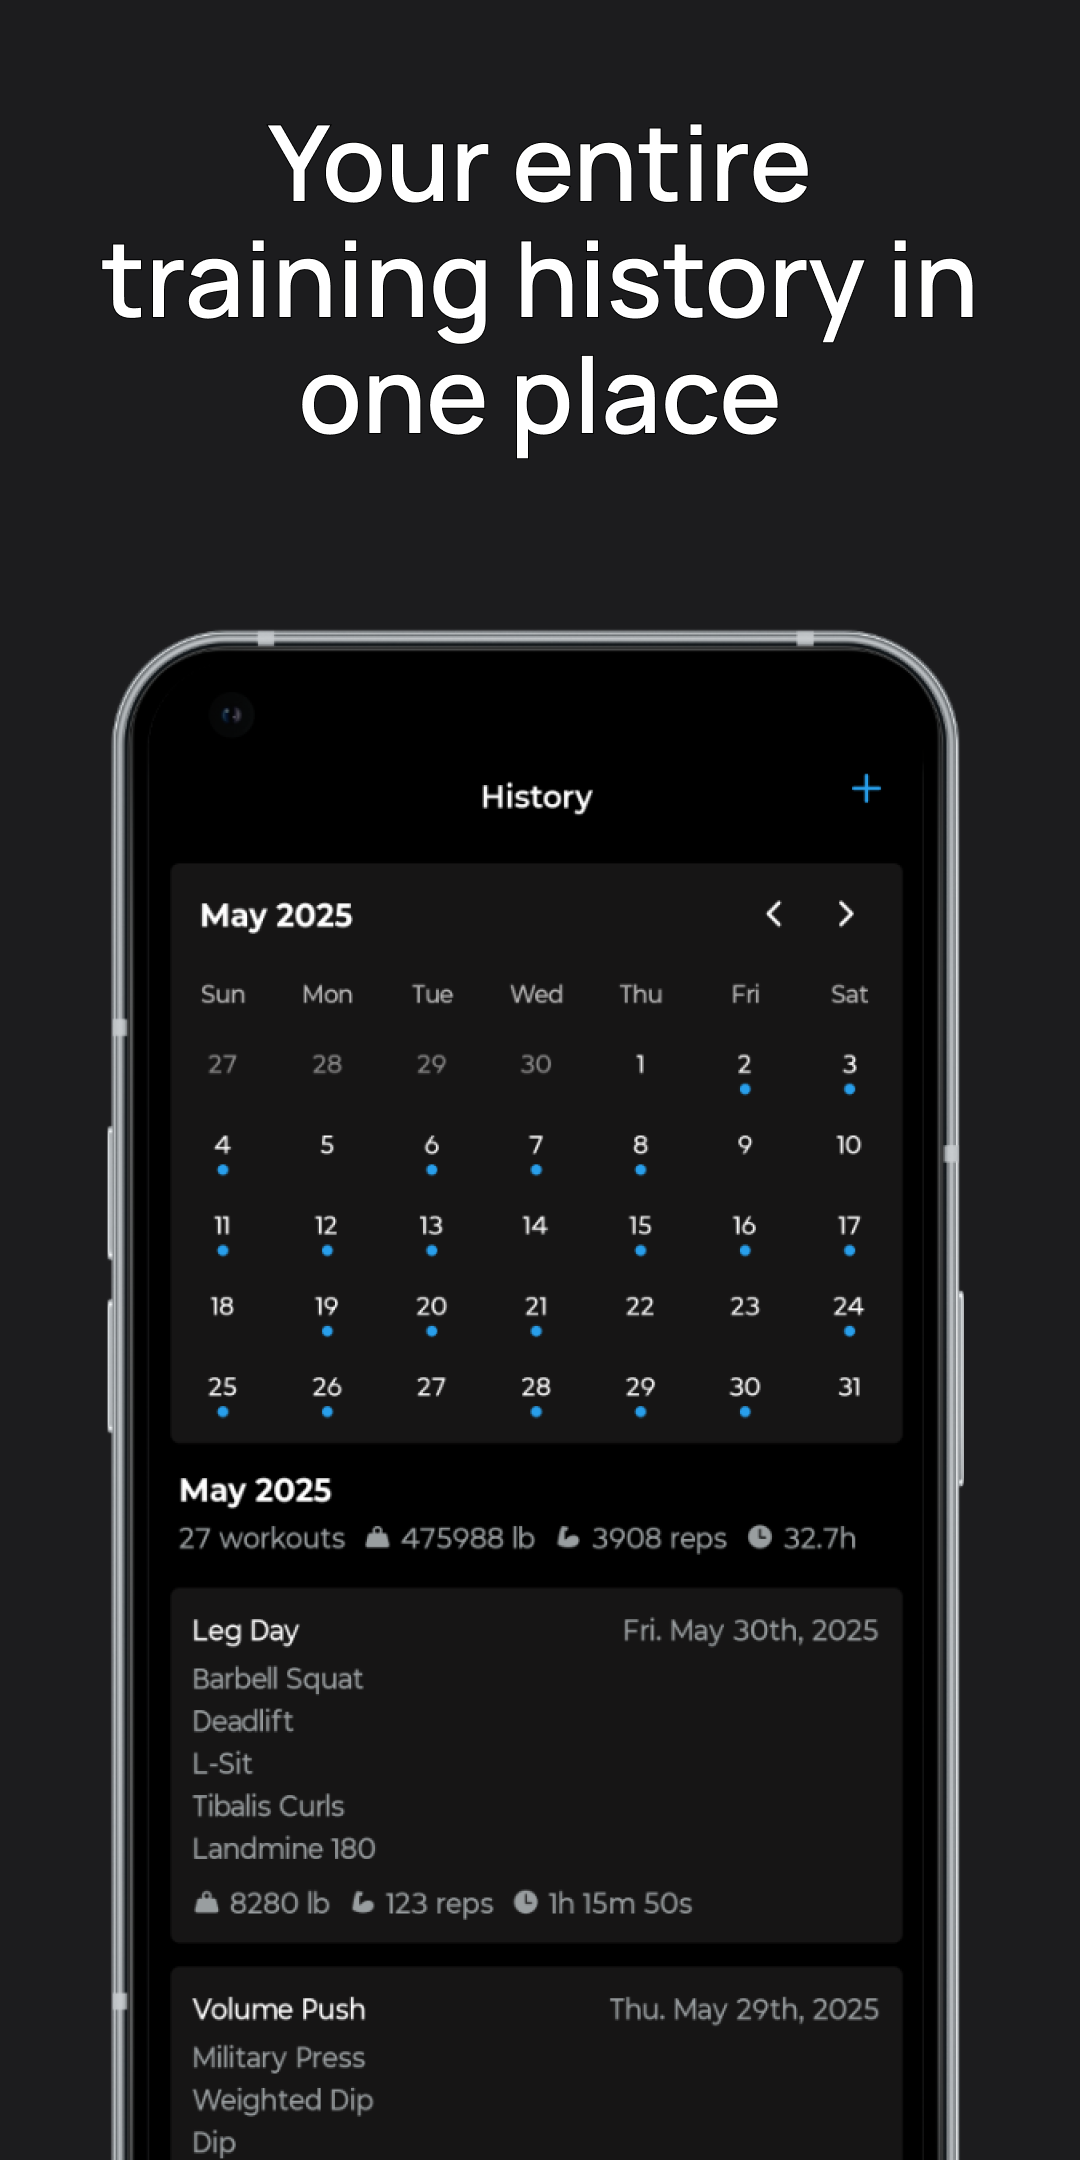 Your entire
training history in
one place
History
May 2025
Sun Mon Tue Wed Thu Fri Sat
27 28 29 30 1 2 3
4 5 6 7 8 9 10
11 12 13 14 15 16 17
18 19 20 21 22 23 24
25 26 27 28 29 30 31
May 2025
27 workouts 475988 lb 3908 reps 32.7h
Leg Day Fri. May 30th, 2025
Barbell Squat
Deadlift
L-Sit
Tibalis Curls
Landmine 180
8280 lb 123 reps 1h 15m 50s
Volume Push Thu. May 29th, 2025
Military Press
Weighted Dip
Dip